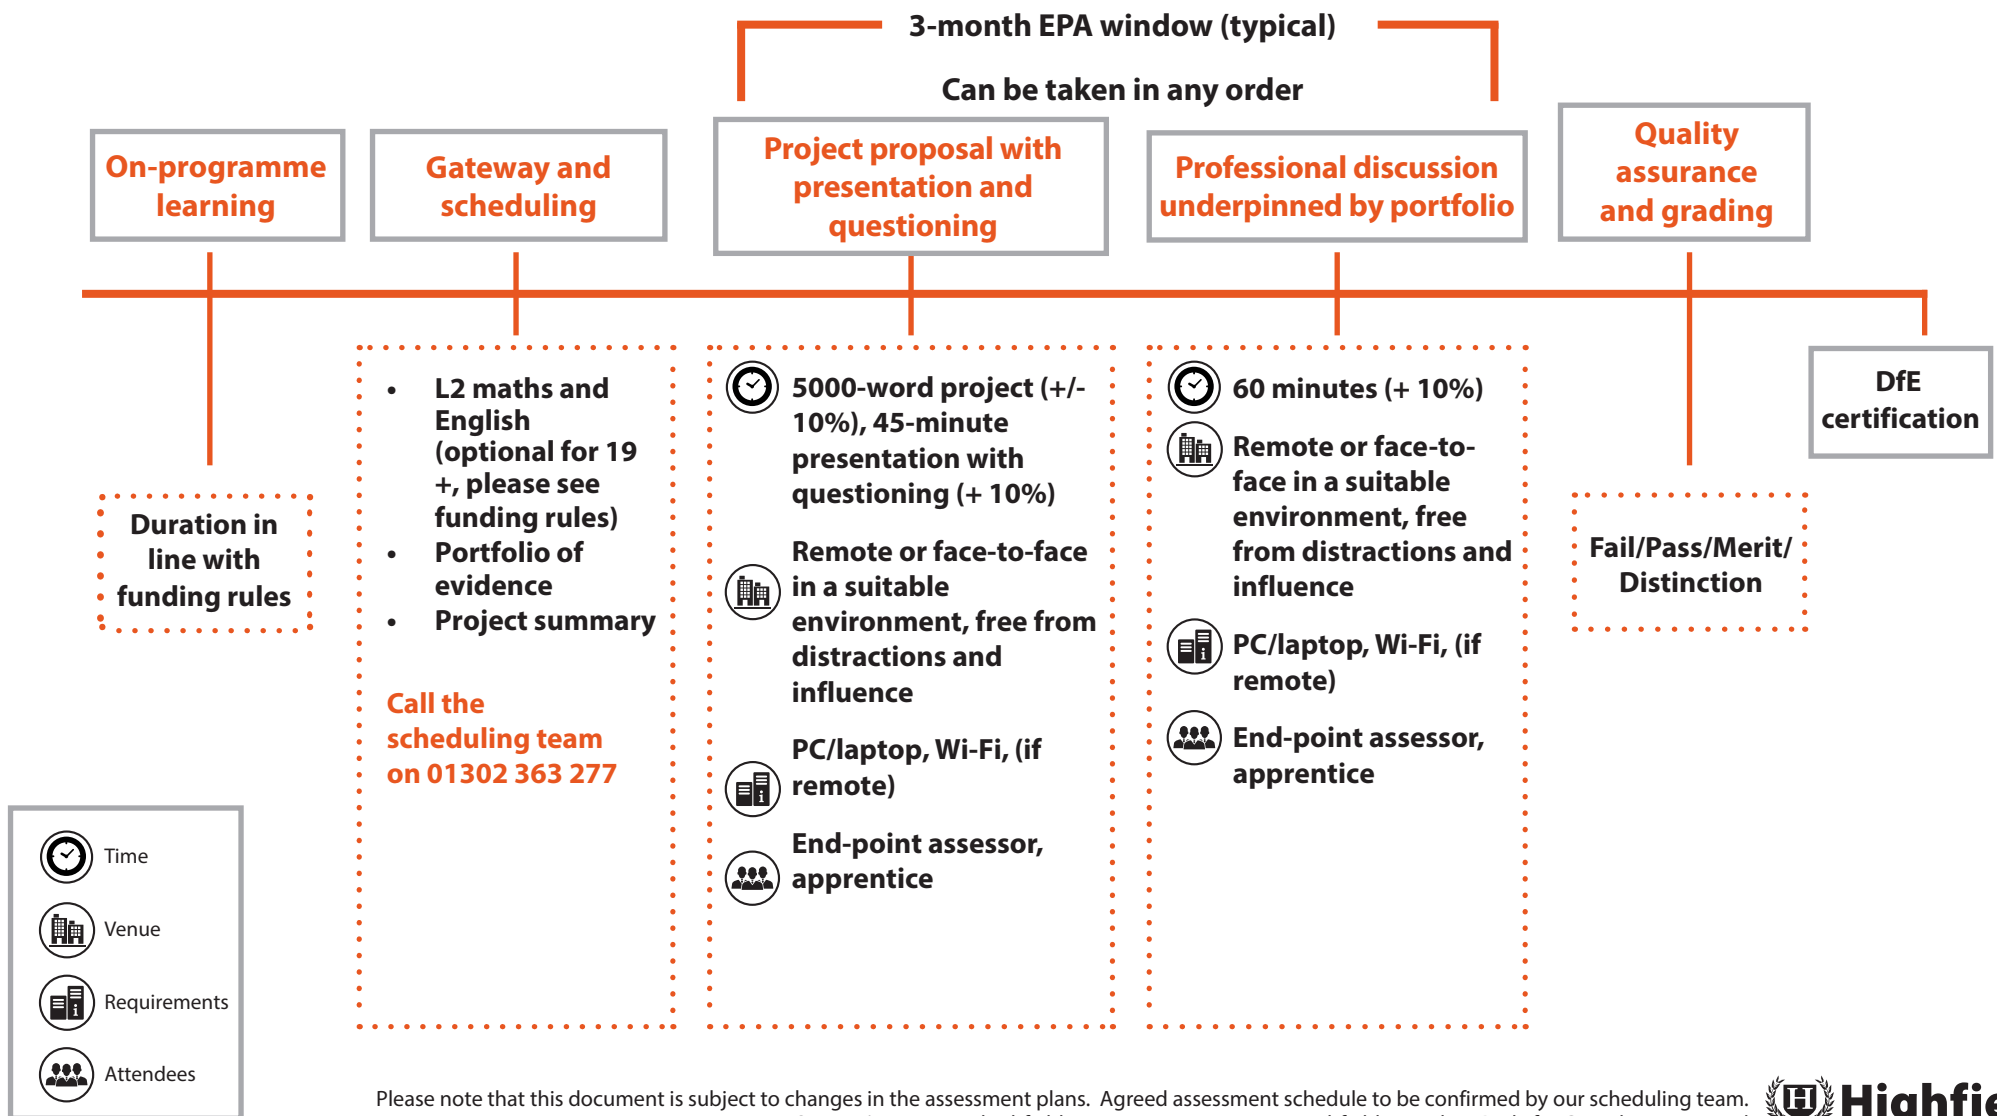 3-month EPA window (typical)
Can be taken in any order
On-programme
learning
Gateway and
scheduling
Project proposal with
presentation and
questioning
Professional discussion
underpinned by portfolio
Quality
assurance
and grading
Duration in
line with
funding rules
• L2 maths and
English
(optional for 19
+, please see
funding rules)
• Portfolio of
evidence
• Project summary
Call the
scheduling team
on 01302 363 277
5000-word project (+/-
10%), 45-minute
presentation with
questioning (+ 10%)
Remote or face-to-face
in a suitable
environment, free from
distractions and
influence
PC/laptop, Wi-Fi, (if
remote)
End-point assessor,
apprentice
60 minutes (+ 10%)
Remote or face-to-
face in a suitable
environment, free
from distractions and
influence
PC/laptop, Wi-Fi, (if
remote)
End-point assessor,
apprentice
Fail/Pass/Merit/
Distinction
DfE
certification
Time
Venue
Requirements
Attendees
Please note that this document is subject to changes in the assessment plans. Agreed assessment schedule to be confirmed by our scheduling team.
Highfie